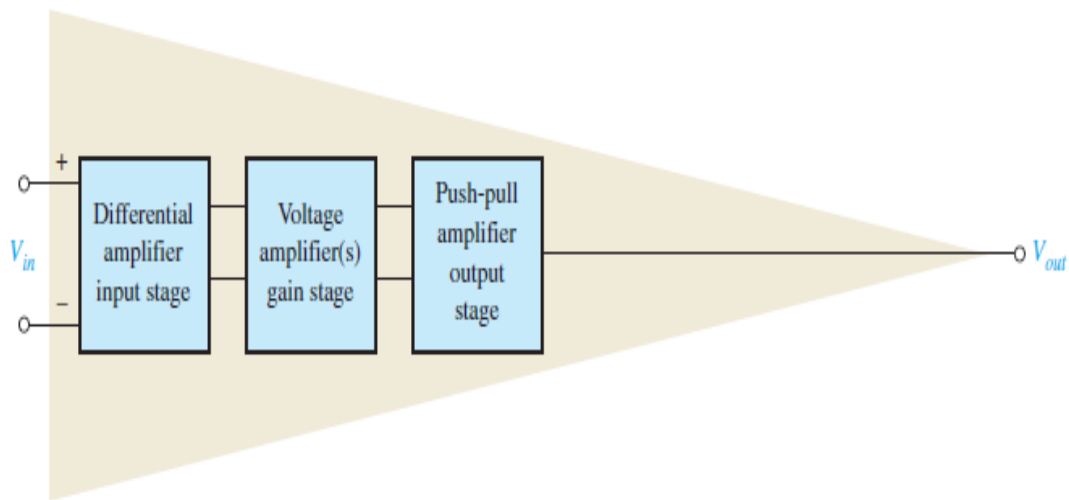 +
V_in
−
Differential
amplifier
input stage
Voltage
amplifier(s)
gain stage
Push-pull
amplifier
output
stage
V_out